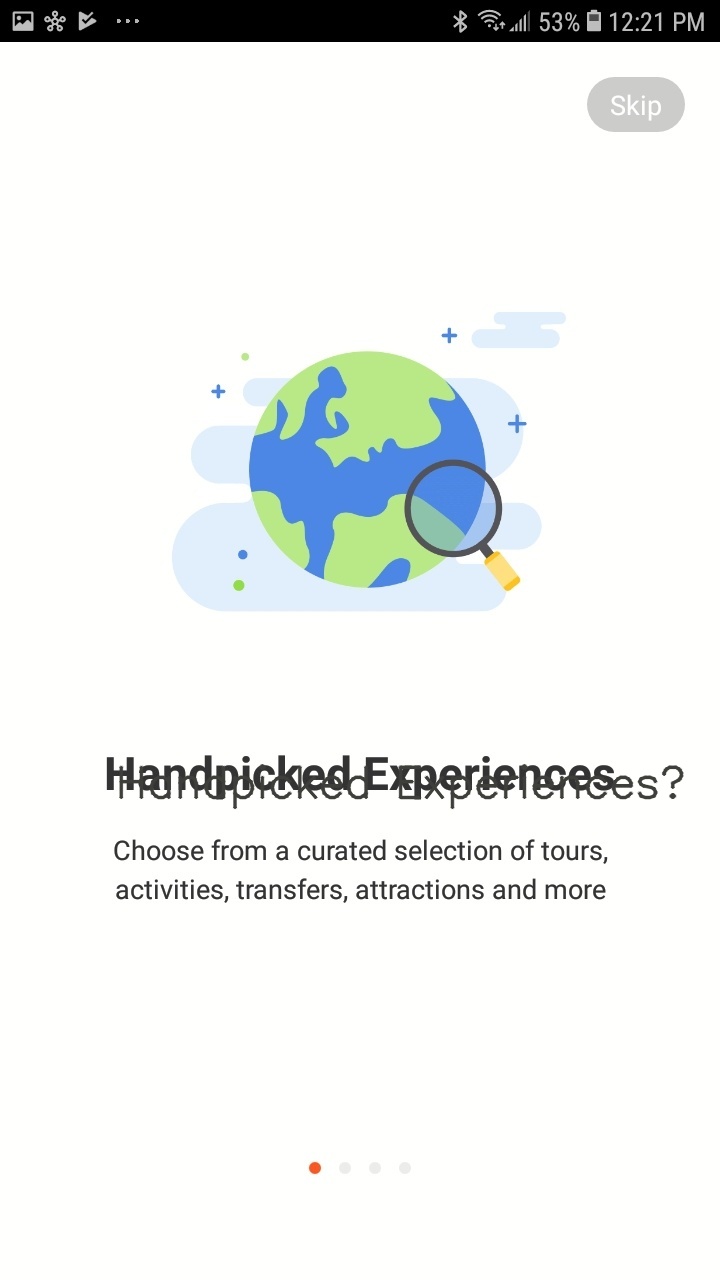 53% 12:21 PM
Skip
Handpicked Experiences
Handpicked Experiences?
Choose from a curated selection of tours,
activities, transfers, attractions and more